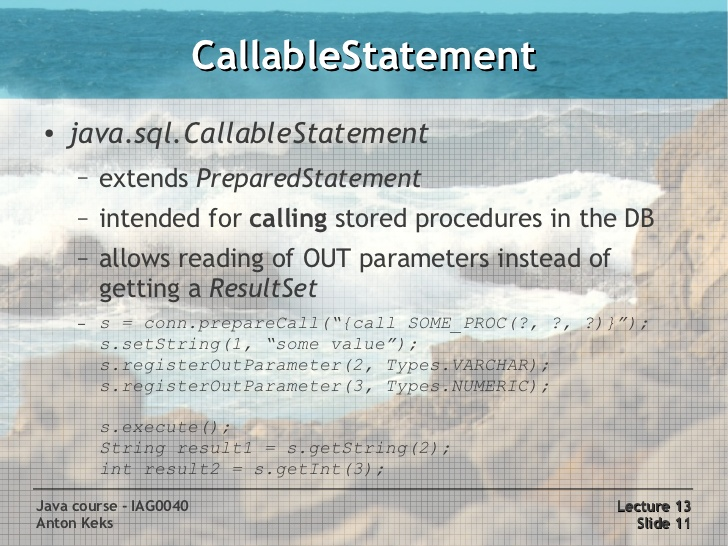 CallableStatement
● java.sql.CallableStatement
– extends PreparedStatement
– intended for calling stored procedures in the DB
– allows reading of OUT parameters instead of
getting a ResultSet
– s = conn.prepareCall(“{call SOME_PROC(?, ?, ?)}”);
s.setString(1, “some value”);
s.registerOutParameter(2, Types.VARCHAR);
s.registerOutParameter(3, Types.NUMERIC);
s.execute();
String result1 = s.getString(2);
int result2 = s.getInt(3);
Java course - IAG0040
Anton Keks
Lecture 13
Slide 11